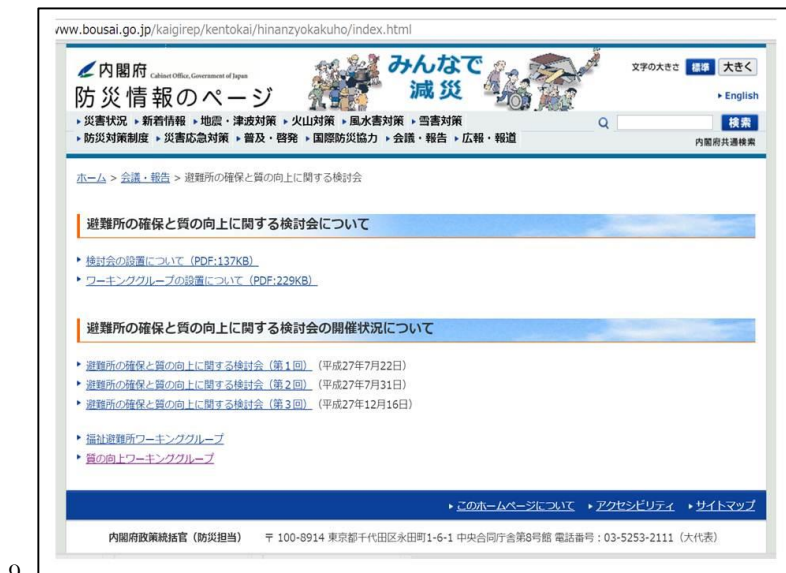 www.bousai.go.jp/kaigirep/kentokai/hinanzyokakuho/index.html
内閣府 Cabinet Office, Government of Japan
防災情報のページ
みんなで
減災
文字の大きさ 標準 大きく
English
災害状況 新着情報 地震・津波対策 火山対策 風水害対策 雪害対策
検索
防災対策制度 災害応急対策 普及・啓発 国際防災協力 会議・報告 広報・報道
内閣府共通検索
ホーム > 会議・報告 > 避難所の確保と質の向上に関する検討会
避難所の確保と質の向上に関する検討会について
検討会の設置について（PDF:137KB）
ワーキンググループの設置について（PDF:229KB）
避難所の確保と質の向上に関する検討会の開催状況について
避難所の確保と質の向上に関する検討会（第1回）（平成27年7月22日）
避難所の確保と質の向上に関する検討会（第2回）（平成27年7月31日）
避難所の確保と質の向上に関する検討会（第3回）（平成27年12月16日）
福祉避難所ワーキンググループ
質の向上ワーキンググループ
このホームページについて アクセシビリティ サイトマップ
内閣府政策統括官（防災担当） 〒 100-8914 東京都千代田区永田町1-6-1 中央合同庁舎第8号館 電話番号：03-5253-2111（大代表）
9